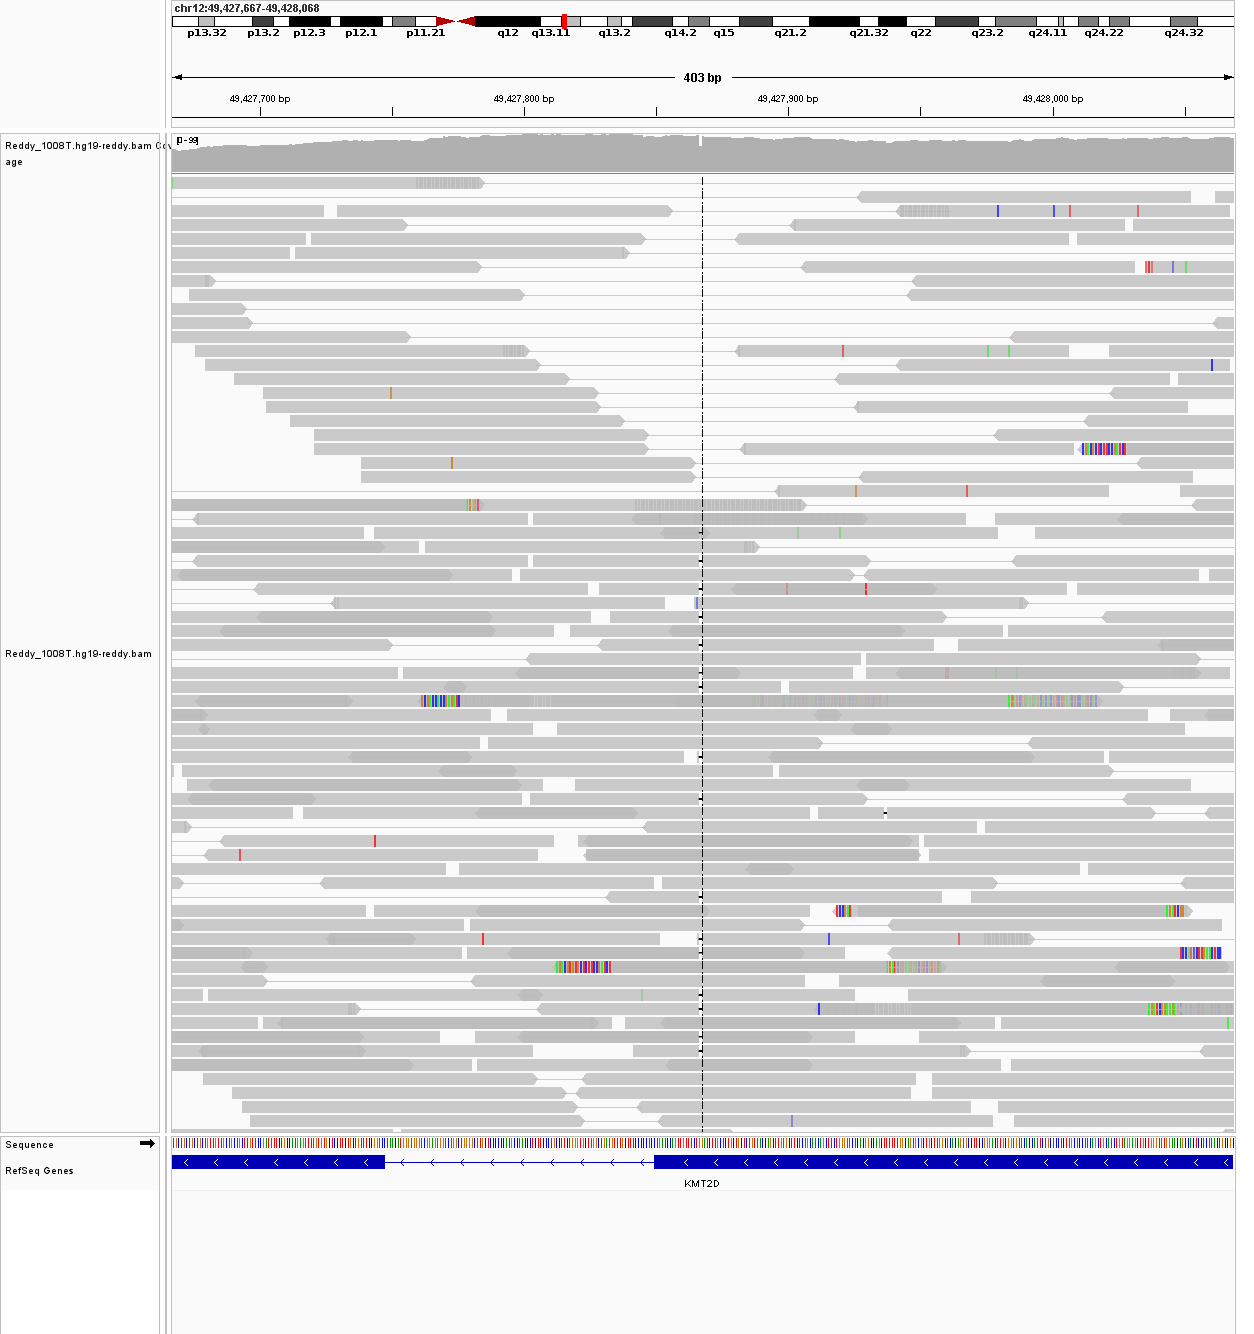 chr12:49,427,667-49,428,068
p13.32 p13.2 p12.3 p12.1 p11.21 q12 q13.11 q13.2 q14.2 q15 q21.2 q21.32 q22 q23.2 q24.11 q24.22 q24.32
403 bp
49,427,700 bp 49,427,800 bp 49,427,900 bp 49,428,000 bp
[0-99]
Reddy_1008T.hg19-reddy.bam Cov
age
Reddy_1008T.hg19-reddy.bam
Sequence
RefSeq Genes
KMT2D